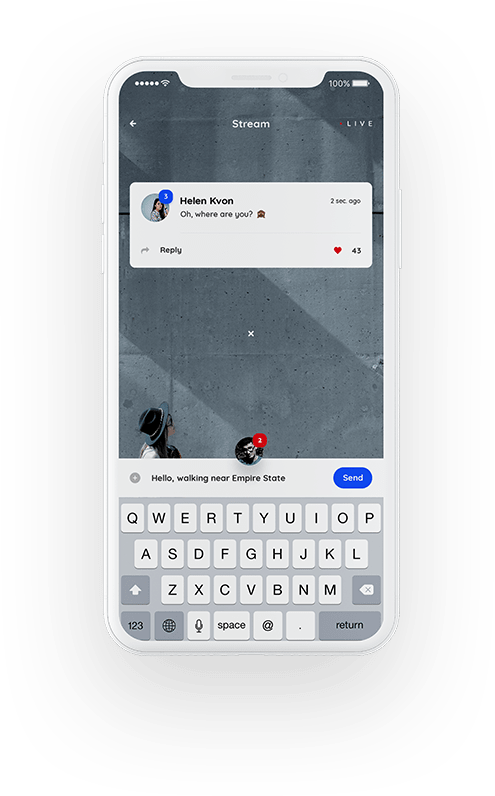 100%
Stream
LIVE
3
Helen Kvon
2 sec. ago
Oh, where are you? 🙈
Reply
43
2
Hello, walking near Empire State
Send
Q W E R T Y U I O P
A S D F G H J K L
Z X C V B N M
123 space @ . return